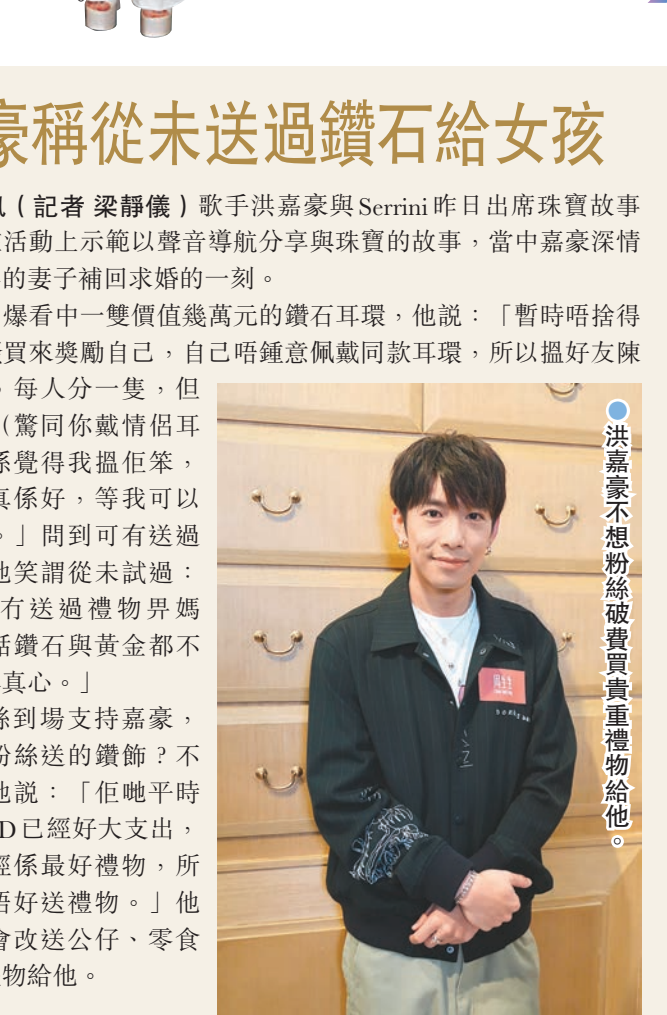 豪稱從未送過鑽石給女孩
訊（記者 梁靜儀）歌手洪嘉豪與Serrini昨日出席珠寶故事
活動上示範以聲音導航分享與珠寶的故事，當中嘉豪深情
的妻子補回求婚的一刻。
爆看中一雙價值幾萬元的鑽石耳環，他說：「暫時唔捨得
買來獎勵自己，自己唔鍾意佩戴同款耳環，所以搵好友陳
，每人分一隻，但
（驚同你戴情侶耳
係覺得我搵佢笨，
真係好，等我可以
。」問到可有送過
他笑謂從未試過：
冇送過禮物畀媽
話鑽石與黃金都不
真心。」
絲到場支持嘉豪，
粉絲送的鑽飾？不
他說：「佢哋平時
D已經好大支出，
經係最好禮物，所
唔好送禮物。」他
會改送公仔、零食
物給他。
●洪嘉豪不想粉絲破費買貴重禮物給他。
周生生